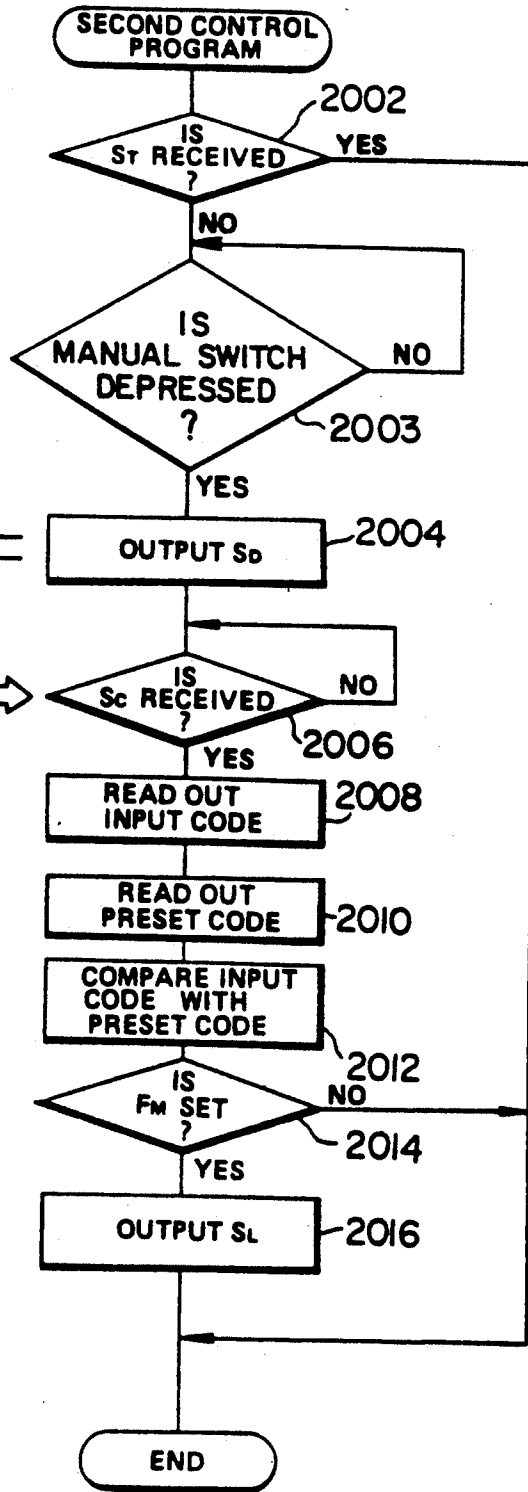 SECOND CONTROL
PROGRAM
2002
IS
ST RECEIVED
?
YES
NO
IS
MANUAL SWITCH
DEPRESSED
?
NO
2003
YES
OUTPUT SD
2004
IS
SC RECEIVED
?
NO
2006
YES
READ OUT
INPUT CODE
2008
READ OUT
PRESET CODE
2010
COMPARE INPUT
CODE WITH
PRESET CODE
2012
IS
FM SET
?
NO
2014
YES
OUTPUT SL
2016
END